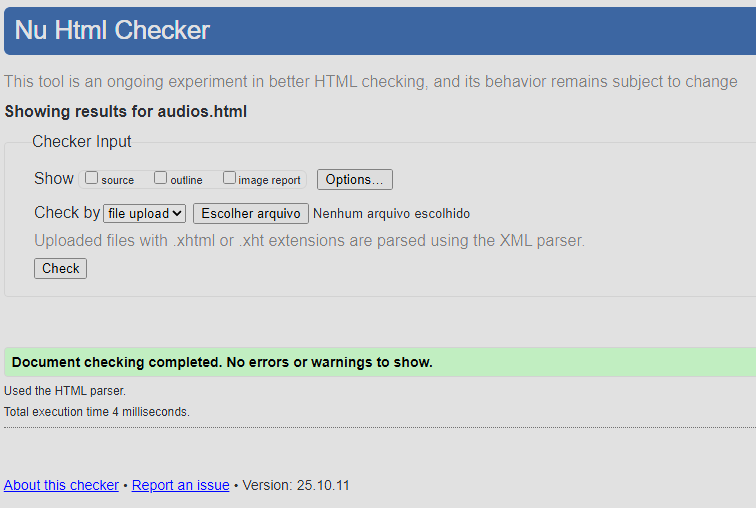 Nu Html Checker
This tool is an ongoing experiment in better HTML checking, and its behavior remains subject to change
Showing results for audios.html
Checker Input
Show source outline image report Options...
Check by file upload Escolher arquivo Nenhum arquivo escolhido
Uploaded files with .xhtml or .xht extensions are parsed using the XML parser.
Check
Document checking completed. No errors or warnings to show.
Used the HTML parser.
Total execution time 4 milliseconds.
About this checker • Report an issue • Version: 25.10.11